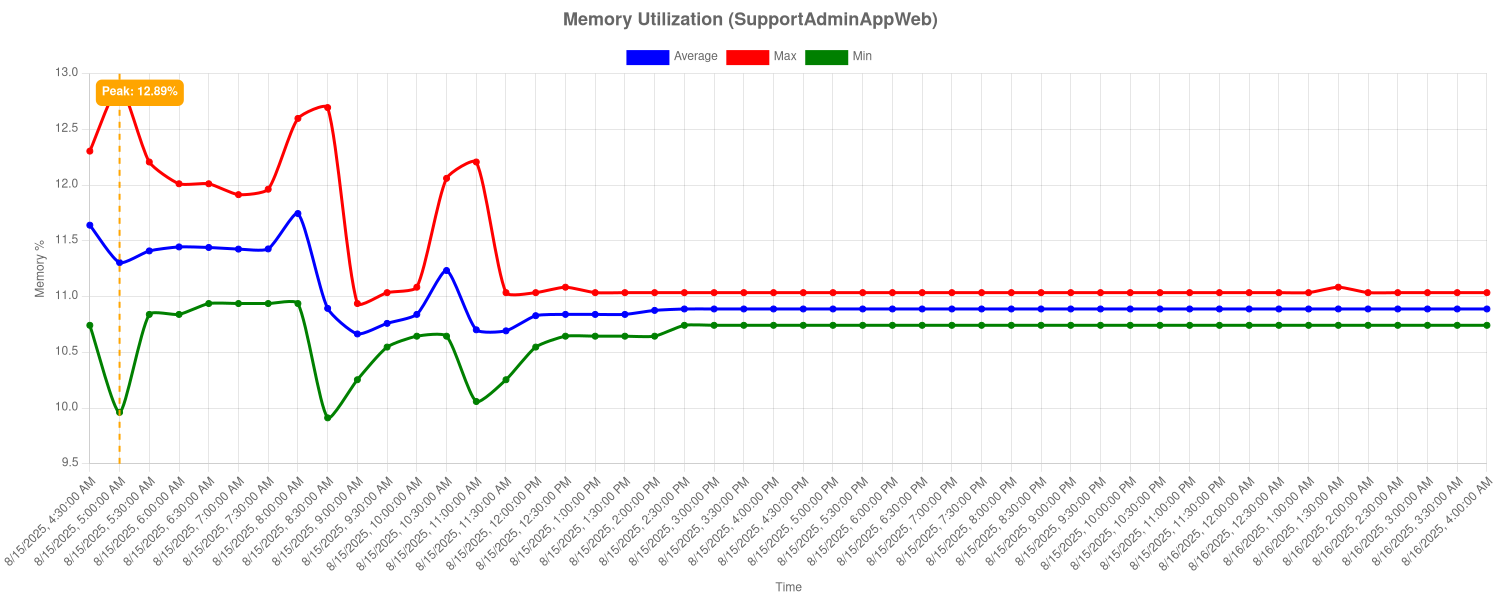 Memory Utilization (SupportAdminAppWeb)
Average Max Min
Peak: 12.89%
13.0
12.5
12.0
11.5
11.0
10.5
10.0
9.5
Memory %
8/15/2025, 4:30:00 AM
8/15/2025, 5:00:00 AM
8/15/2025, 5:30:00 AM
8/15/2025, 6:00:00 AM
8/15/2025, 6:30:00 AM
8/15/2025, 7:00:00 AM
8/15/2025, 7:30:00 AM
8/15/2025, 8:00:00 AM
8/15/2025, 8:30:00 AM
8/15/2025, 9:00:00 AM
8/15/2025, 9:30:00 AM
8/15/2025, 10:00:00 AM
8/15/2025, 10:30:00 AM
8/15/2025, 11:00:00 AM
8/15/2025, 11:30:00 AM
8/15/2025, 12:00:00 PM
8/15/2025, 12:30:00 PM
8/15/2025, 1:00:00 PM
8/15/2025, 1:30:00 PM
8/15/2025, 2:00:00 PM
8/15/2025, 2:30:00 PM
8/15/2025, 3:00:00 PM
8/15/2025, 3:30:00 PM
8/15/2025, 4:00:00 PM
8/15/2025, 4:30:00 PM
8/15/2025, 5:00:00 PM
8/15/2025, 5:30:00 PM
8/15/2025, 6:00:00 PM
8/15/2025, 6:30:00 PM
8/15/2025, 7:00:00 PM
8/15/2025, 7:30:00 PM
8/15/2025, 8:00:00 PM
8/15/2025, 8:30:00 PM
8/15/2025, 9:00:00 PM
8/15/2025, 9:30:00 PM
8/15/2025, 10:00:00 PM
8/15/2025, 10:30:00 PM
8/15/2025, 11:00:00 PM
8/15/2025, 11:30:00 PM
8/16/2025, 12:00:00 AM
8/16/2025, 12:30:00 AM
8/16/2025, 1:00:00 AM
8/16/2025, 1:30:00 AM
8/16/2025, 2:00:00 AM
8/16/2025, 2:30:00 AM
8/16/2025, 3:00:00 AM
8/16/2025, 3:30:00 AM
8/16/2025, 4:00:00 AM
Time